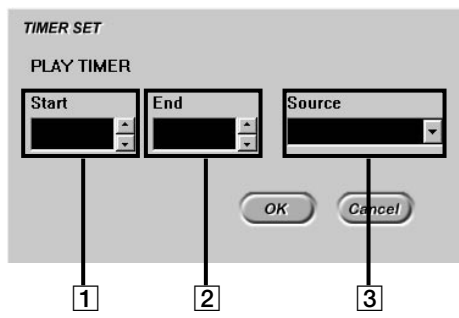 TIMER SET
PLAY TIMER
Start End Source
OK Cancel
1 2 3